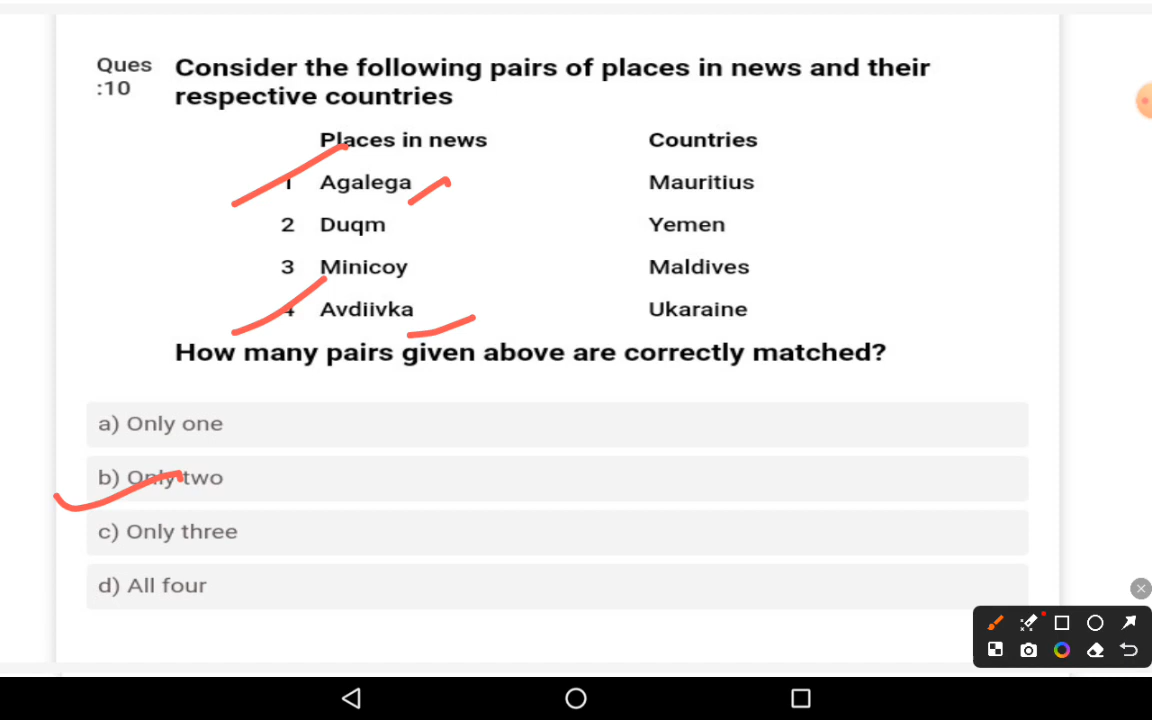 Ques
:10
Consider the following pairs of places in news and their
respective countries
Places in news Countries
1 Agalega Mauritius
2 Duqm Yemen
3 Minicoy Maldives
4 Avdiivka Ukaraine
How many pairs given above are correctly matched?
a) Only one
b) Only two
c) Only three
d) All four